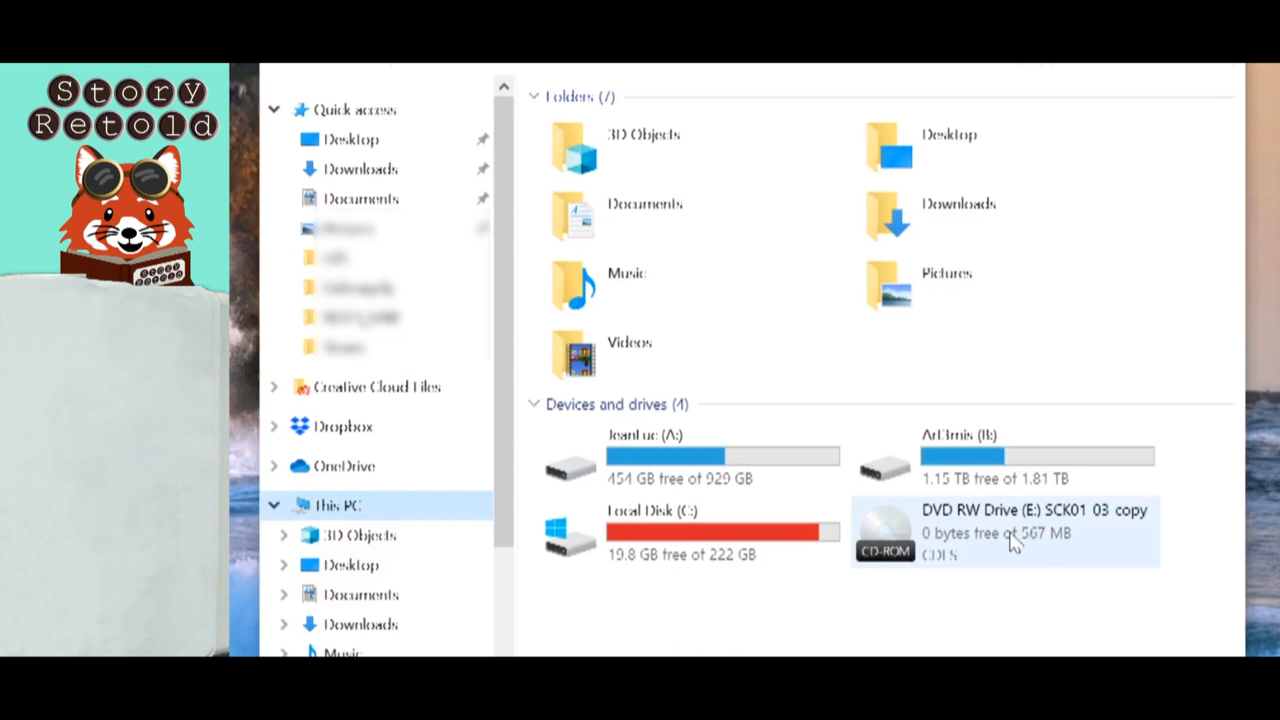 Story
Retold
Story
Retold
Quick access
Desktop
Downloads
Documents
Creative Cloud Files
Dropbox
OneDrive
This PC
3D Objects
Desktop
Documents
Downloads
Music
Folders (7)
3D Objects
Desktop
Documents
Downloads
Music
Pictures
Videos
Devices and drives (4)
JeanLuc (A:)
454 GB free of 929 GB
Art3mis (B:)
1.15 TB free of 1.81 TB
Local Disk (C:)
19.8 GB free of 222 GB
DVD RW Drive (E:) SCK01 03 copy
0 bytes free of 567 MB
CDFS
CD-ROM